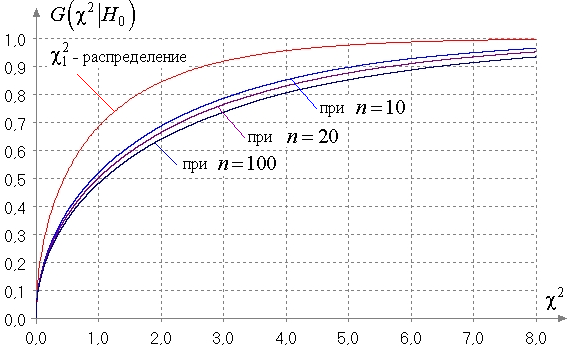 G(χ²|H₀)
1,0
χ₁² - распределение
0,9
0,8
0,7
при n=10
при n=20
0,6
при n=100
0,5
0,4
0,3
0,2
0,1
χ²
0,0
0,0 1,0 2,0 3,0 4,0 5,0 6,0 7,0 8,0